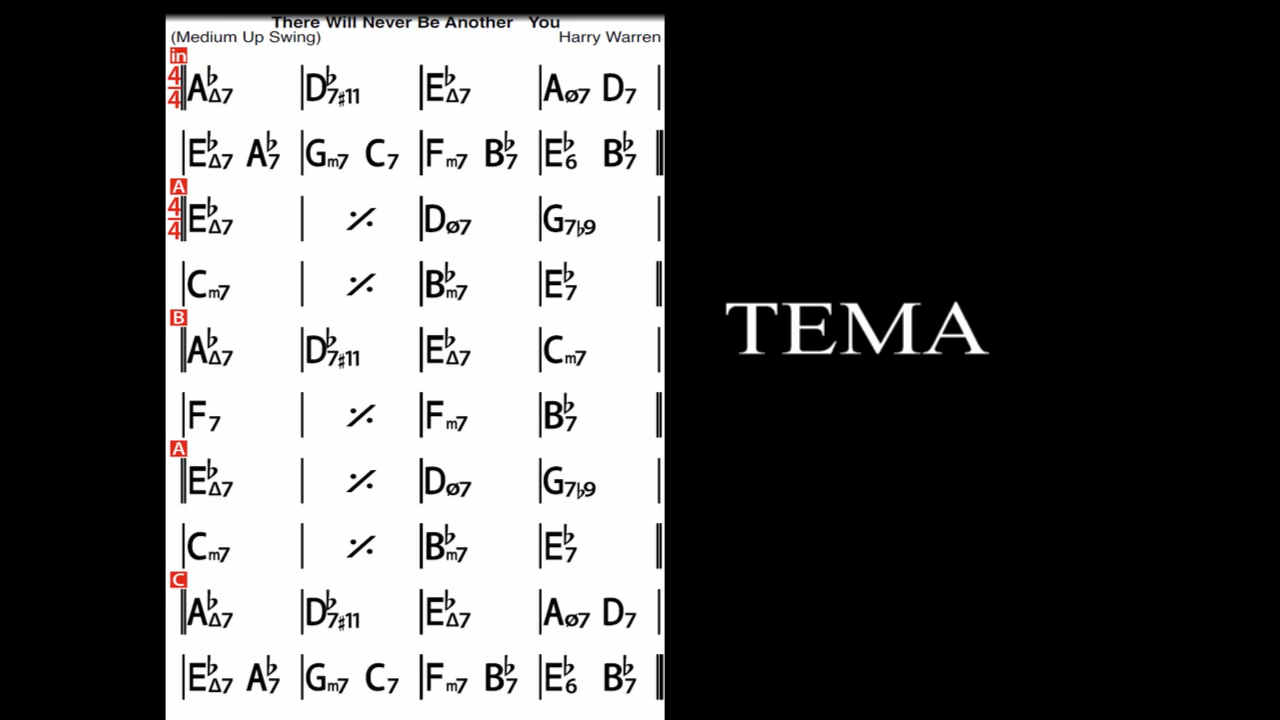 There Will Never Be Another You
(Medium Up Swing) Harry Warren
in
4/4 A♭Δ7 | D♭7♯11 | E♭Δ7 | Aø7 D7 |
| E♭Δ7 A♭7 | Gm7 C7 | Fm7 B♭7 | E♭6 B♭7 ||
A
4/4 E♭Δ7 | 𝄎 | Dø7 | G7♭9 |
| Cm7 | 𝄎 | B♭m7 | E♭7 ||
B
|| A♭Δ7 | D♭7♯11 | E♭Δ7 | Cm7 |
| F7 | 𝄎 | Fm7 | B♭7 ||
TEMA
A
|| E♭Δ7 | 𝄎 | Dø7 | G7♭9 |
| Cm7 | 𝄎 | B♭m7 | E♭7 ||
C
|| A♭Δ7 | D♭7♯11 | E♭Δ7 | Aø7 D7 |
| E♭Δ7 A♭7 | Gm7 C7 | Fm7 B♭7 | E♭6 B♭7 ||